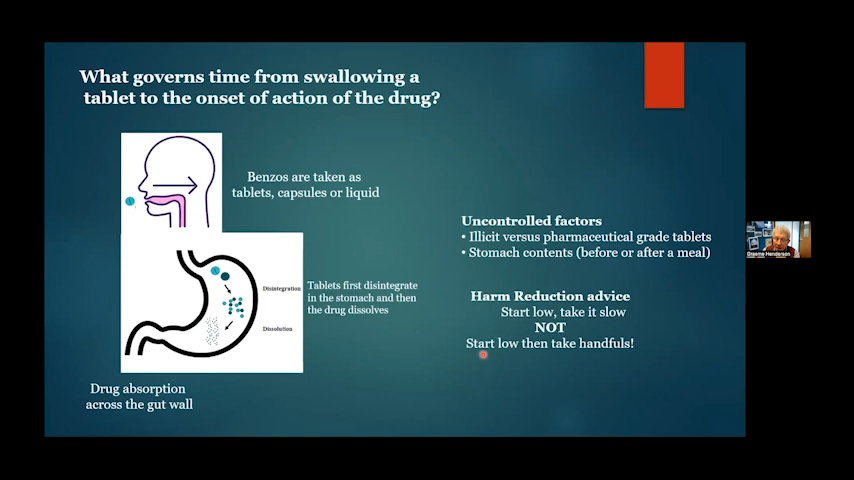 What governs time from swallowing a
tablet to the onset of action of the drug?
Benzos are taken as
tablets, capsules or liquid
Disintegration
Dissolution
Tablets first disintegrate
in the stomach and then
the drug dissolves
Drug absorption
across the gut wall
Uncontrolled factors
• Illicit versus pharmaceutical grade tablets
• Stomach contents (before or after a meal)
Harm Reduction advice
Start low, take it slow
NOT
Start low then take handfuls!
Graeme Henderson